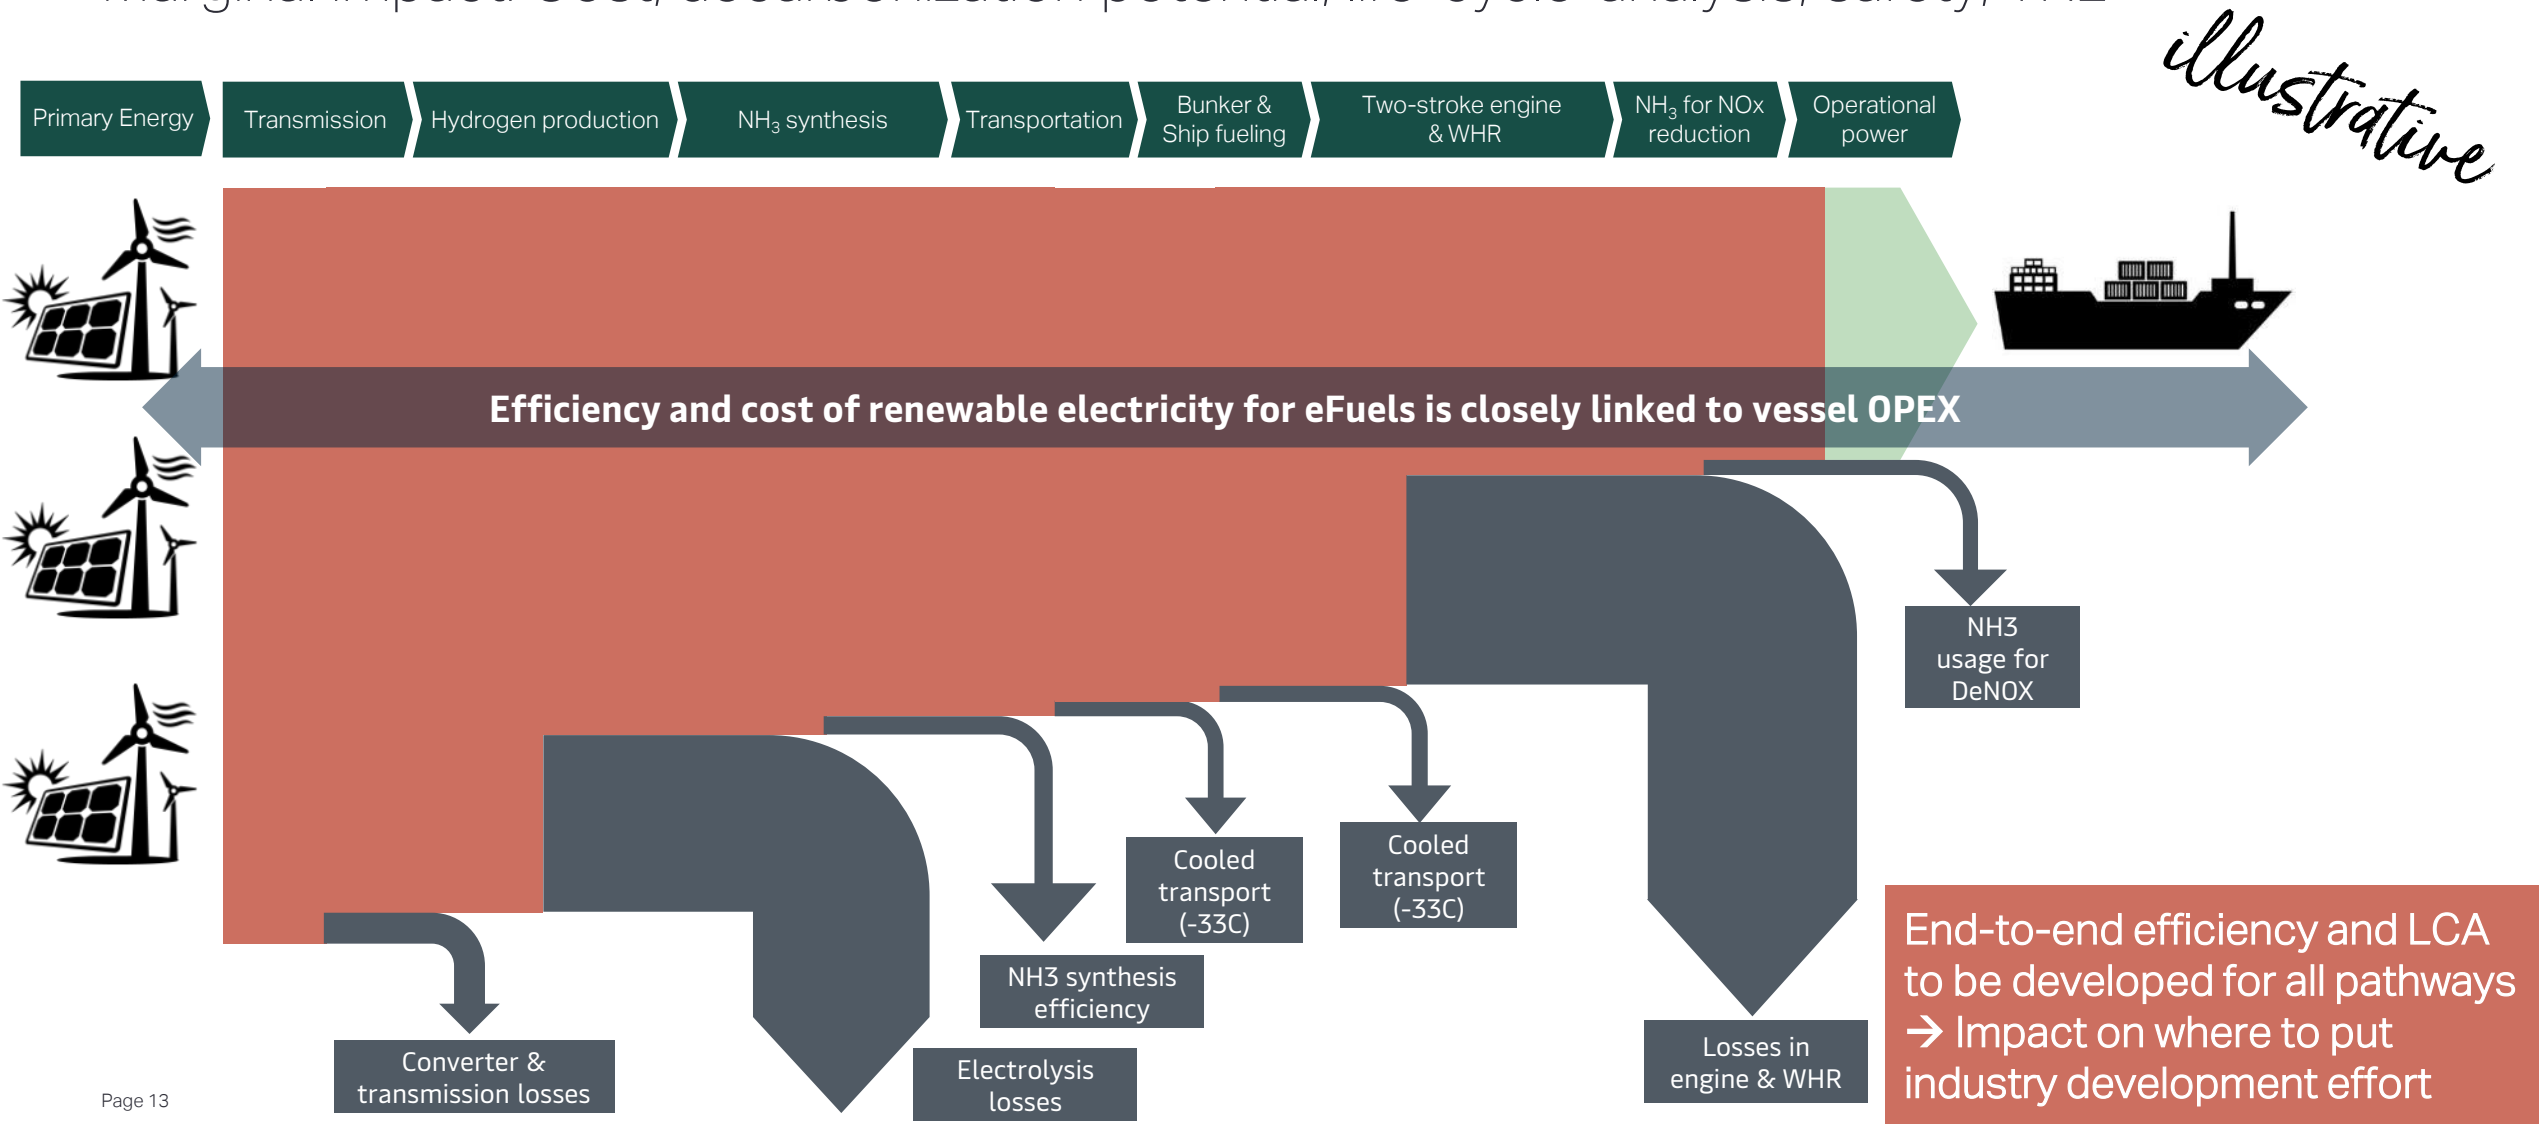 illustrative
Primary Energy
Transmission
Hydrogen production
NH₃ synthesis
Transportation
Bunker &
Ship fueling
Two-stroke engine
& WHR
NH₃ for NOx
reduction
Operational
power
Efficiency and cost of renewable electricity for eFuels is closely linked to vessel OPEX
NH3
usage for
DeNOX
Cooled
transport
(-33C)
Cooled
transport
(-33C)
NH3 synthesis
efficiency
Electrolysis
losses
Converter &
transmission losses
Losses in
engine & WHR
End-to-end efficiency and LCA
to be developed for all pathways
→ Impact on where to put
industry development effort
Page 13